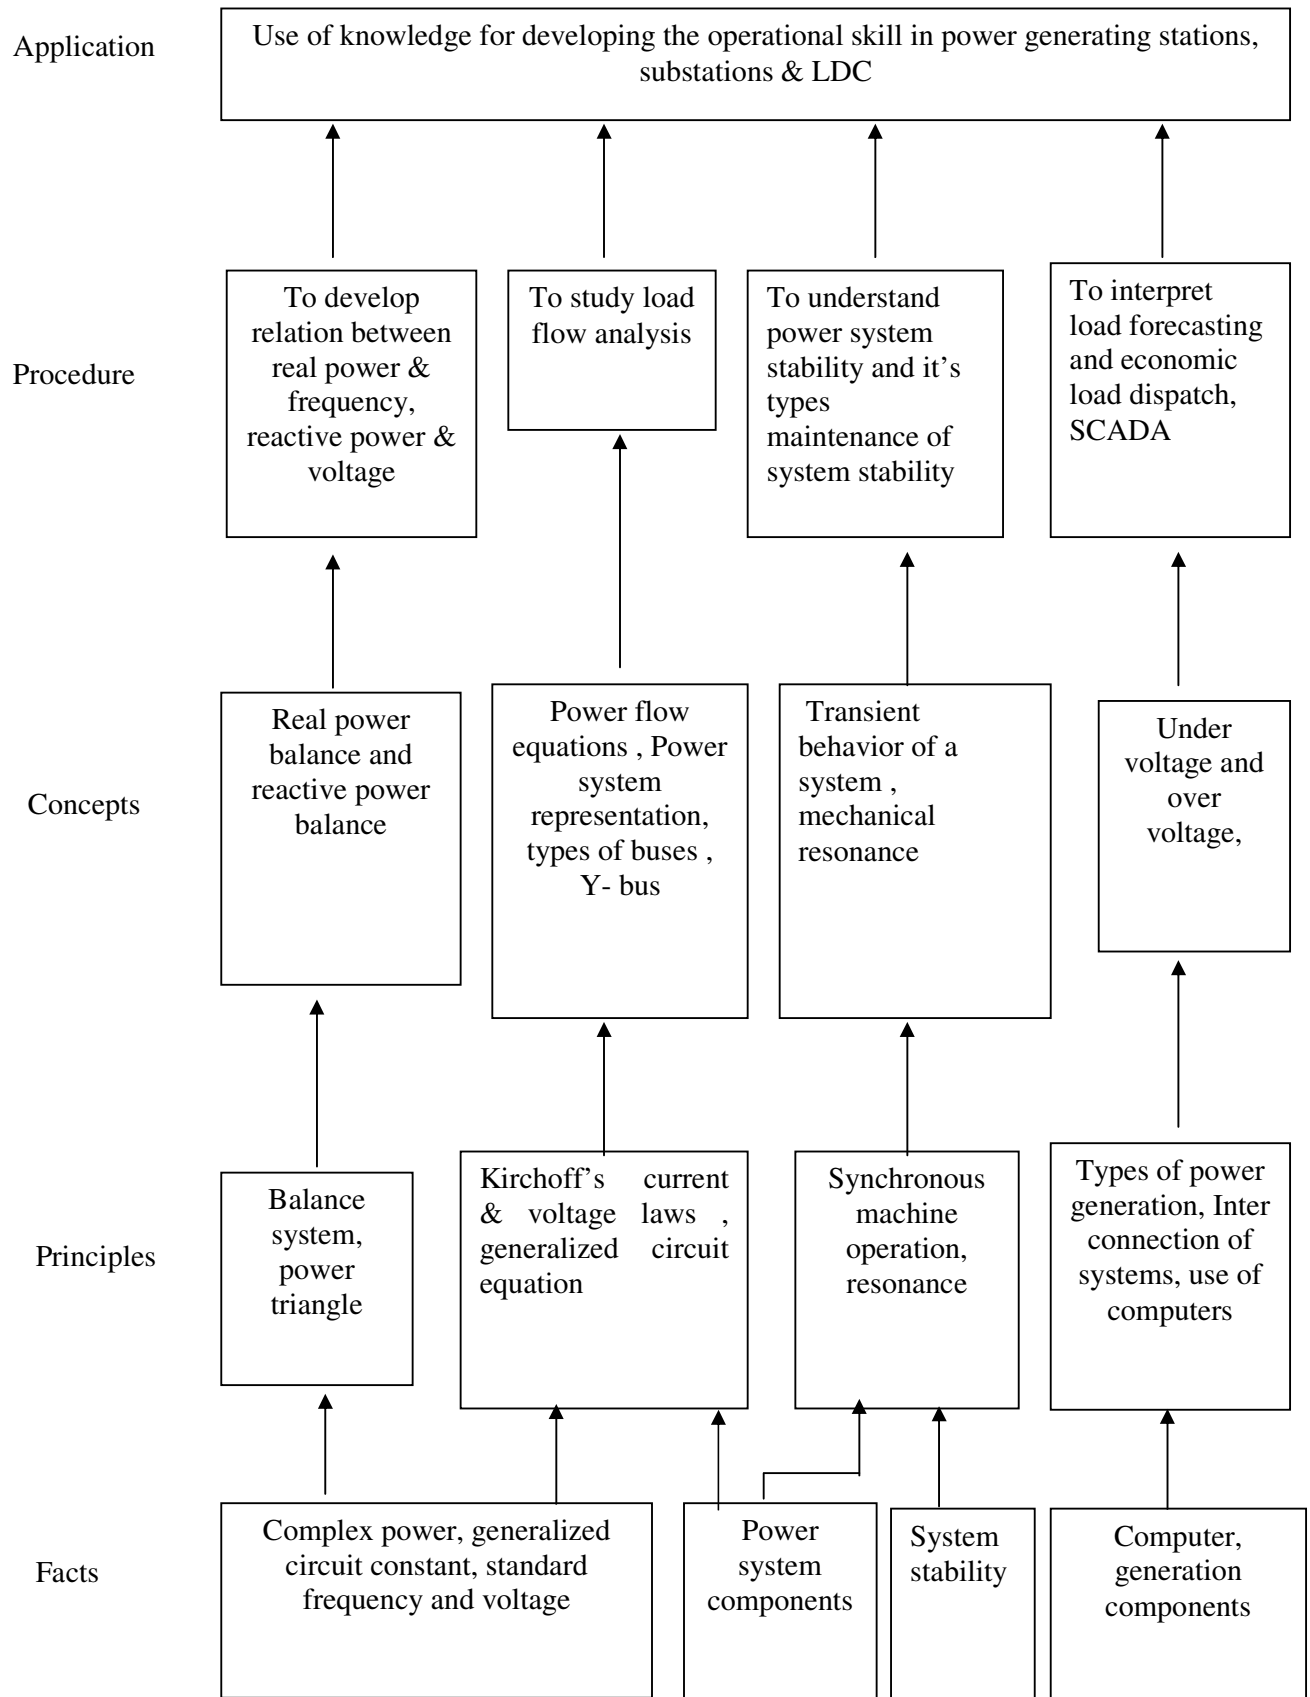 Application
Use of knowledge for developing the operational skill in power generating stations,
substations & LDC
Procedure
To develop
relation between
real power &
frequency,
reactive power &
voltage
To study load
flow analysis
To understand
power system
stability and it's
types
maintenance of
system stability
To interpret
load forecasting
and economic
load dispatch,
SCADA
Concepts
Real power
balance and
reactive power
balance
Power flow
equations , Power
system
representation,
types of buses ,
Y- bus
Transient
behavior of a
system ,
mechanical
resonance
Under
voltage and
over
voltage,
Principles
Balance
system,
power
triangle
Kirchoff's current
& voltage laws ,
generalized circuit
equation
Synchronous
machine
operation,
resonance
Types of power
generation, Inter
connection of
systems, use of
computers
Facts
Complex power, generalized
circuit constant, standard
frequency and voltage
Power
system
components
System
stability
Computer,
generation
components